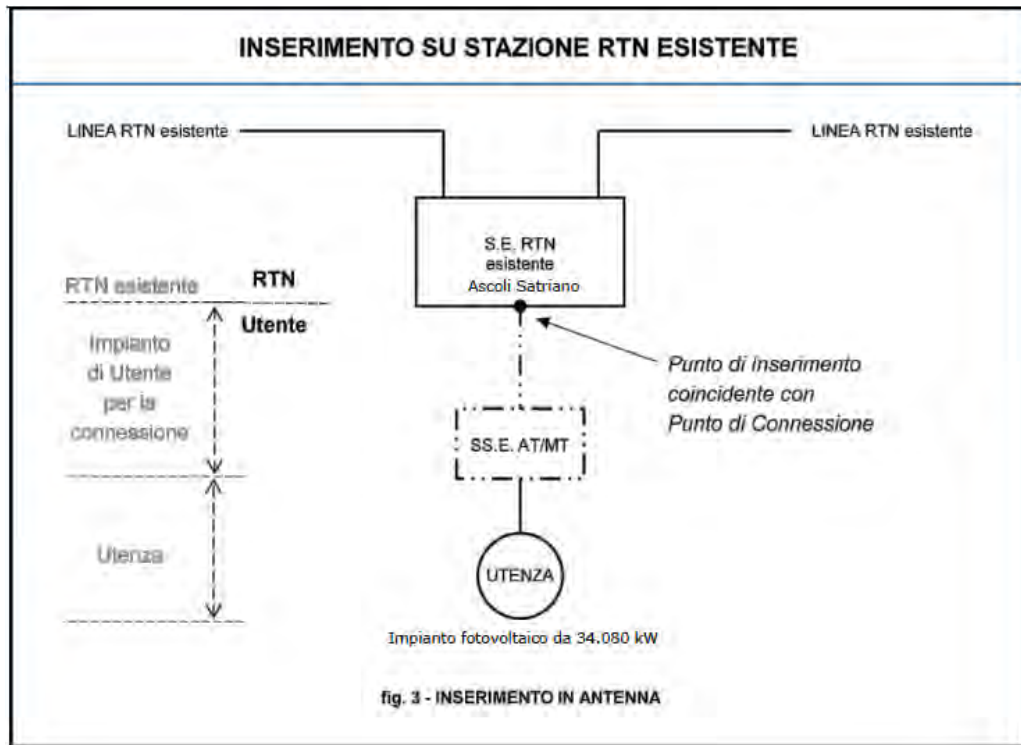 INSERIMENTO SU STAZIONE RTN ESISTENTE
LINEA RTN esistente
LINEA RTN esistente
S.E. RTN
esistente
Ascoli Satriano
RTN esistente
RTN
Utente
Impianto
di Utente
per la
connessione
Punto di inserimento
coincidente con
Punto di Connessione
SS.E. AT/MT
Utenza
UTENZA
Impianto fotovoltaico da 34.080 kW
fig. 3 - INSERIMENTO IN ANTENNA